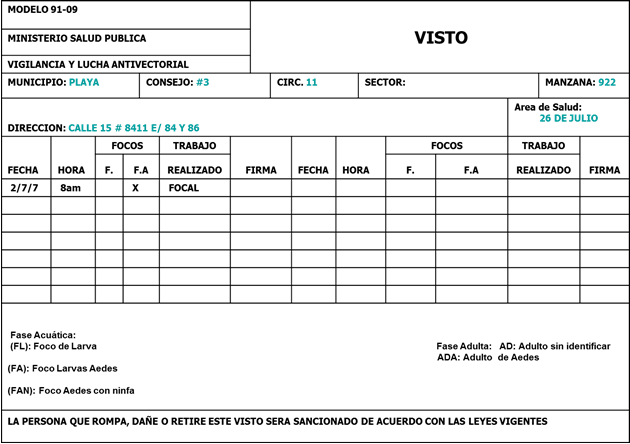 MODELO 91-09
MINISTERIO SALUD PUBLICA
VISTO
VIGILANCIA Y LUCHA ANTIVECTORIAL
MUNICIPIO: PLAYA CONSEJO: #3 CIRC. 11 SECTOR: MANZANA: 922
Area de Salud:
26 DE JULIO
DIRECCION: CALLE 15 # 8411 E/ 84 Y 86
FOCOS TRABAJO FOCOS TRABAJO
FECHA HORA F. F.A REALIZADO FIRMA FECHA HORA F. F.A REALIZADO FIRMA
2/7/7 8am X FOCAL
Fase Acuática:
(FL): Foco de Larva
(FA): Foco Larvas Aedes
(FAN): Foco Aedes con ninfa
Fase Adulta: AD: Adulto sin identificar
ADA: Adulto de Aedes
LA PERSONA QUE ROMPA, DAÑE O RETIRE ESTE VISTO SERA SANCIONADO DE ACUERDO CON LAS LEYES VIGENTES